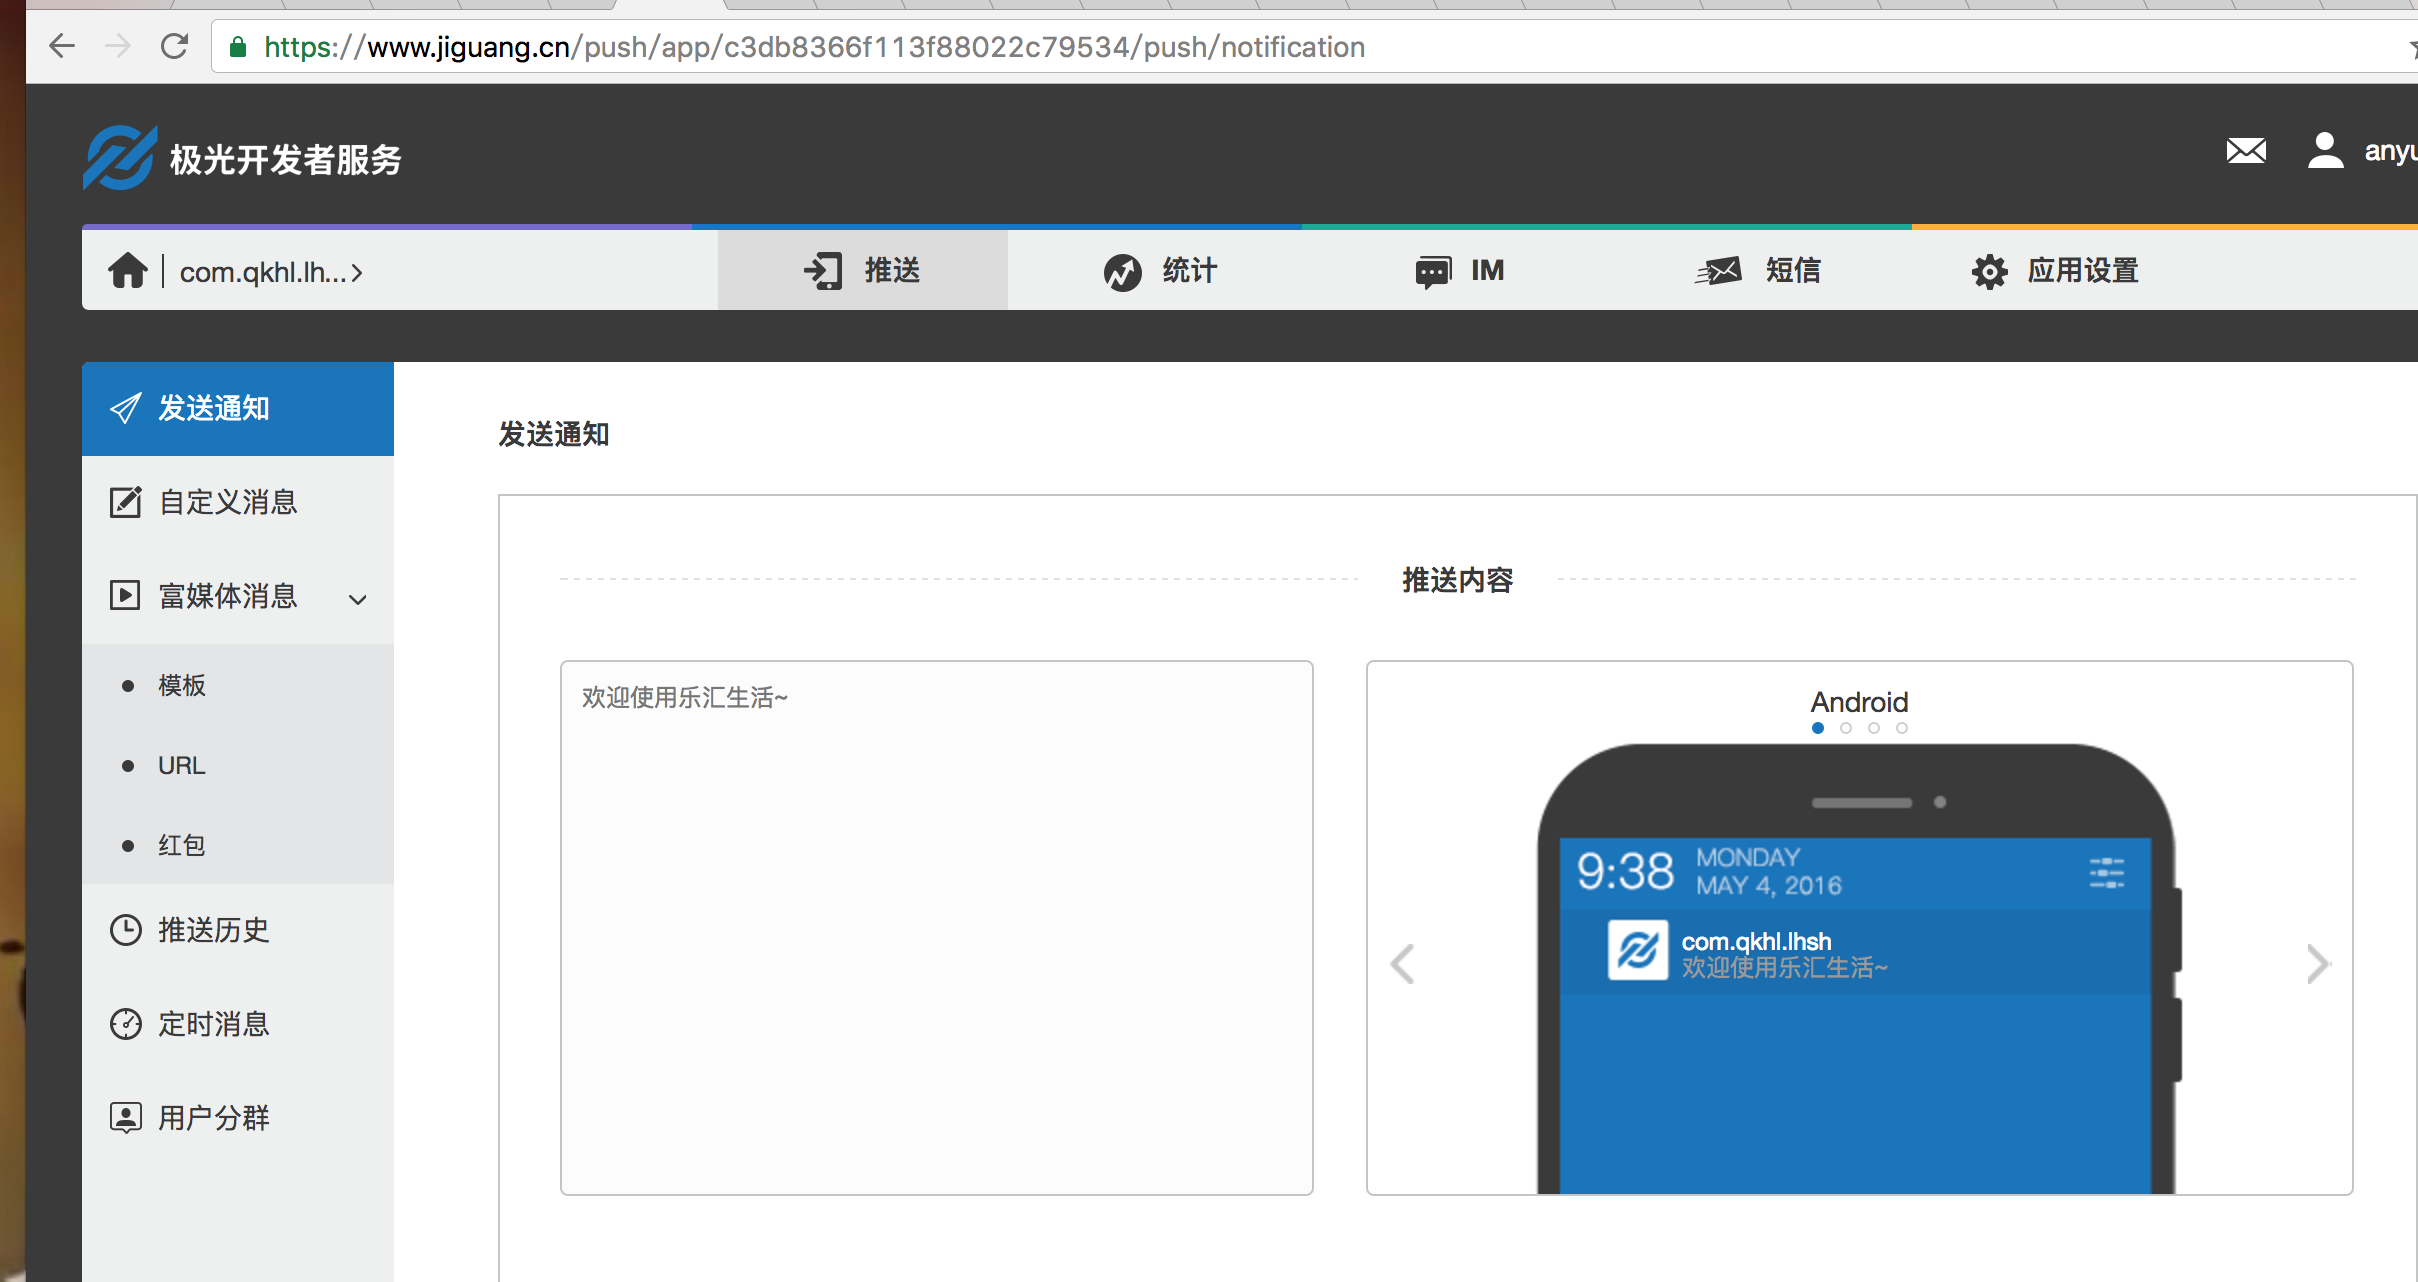 https://www.jiguang.cn/push/app/c3db8366f113f88022c79534/push/notification
极光开发者服务
com.qkhl.lh...
推送
统计
IM
短信
应用设置
发送通知
自定义消息
富媒体消息
模板
URL
红包
推送历史
定时消息
用户分群
发送通知
推送内容
欢迎使用乐汇生活~
Android
9:38
MONDAY
MAY 4, 2016
com.qkhl.lhsh
欢迎使用乐汇生活~